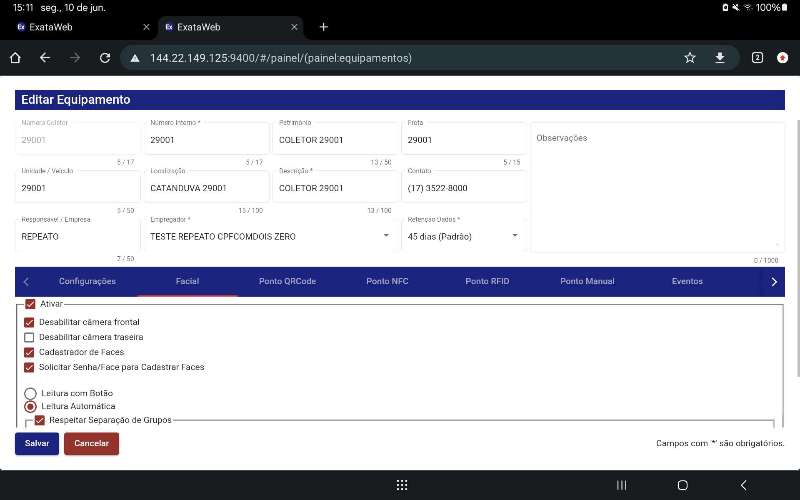 15:11 seg., 10 de jun. 100%
Ex ExataWeb Ex ExataWeb
144.22.149.125:9400/#/painel/(painel:equipamentos) 2
Editar Equipamento
Número Coletor Número Interno * Patrimônio Frota
29001 29001 COLETOR 29001 29001 Observações
5 / 17 5 / 17 13 / 50 5 / 15
Unidade / Veículo Localização Descrição * Contato
29001 CATANDUVA 29001 COLETOR 29001 (17) 3522-8000
5 / 50 15 / 100 13 / 100
Responsável / Empresa Empregador * Retenção Dados *
REPEATO TESTE REPEATO CPFCOMDOIS ZERO 45 dias (Padrão)
7 / 50 0 / 1000
Configurações Facial Ponto QRCode Ponto NFC Ponto RFID Ponto Manual Eventos
Ativar
Desabilitar câmera frontal
Desabilitar câmera traseira
Cadastrador de Faces
Solicitar Senha/Face para Cadastrar Faces
Leitura com Botão
Leitura Automática
Respeitar Separação de Grupos
Salvar Cancelar Campos com '*' são obrigatórios.